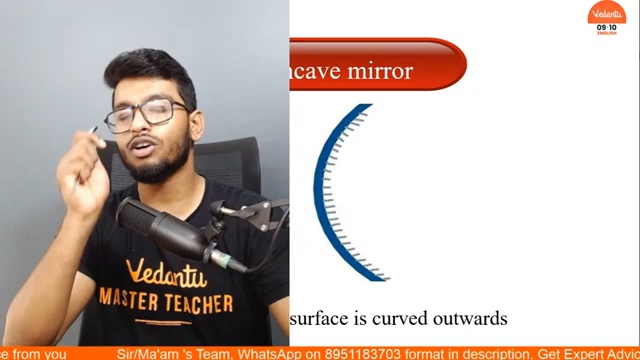 Vedantu
09·10
ENGLISH
ncave mirror
Vedantu
MASTER TEACHER
surface is curved outwards
ce from you Sir/Ma'am 's Team, WhatsApp on 8951183703 format in description. Get Expert Advic